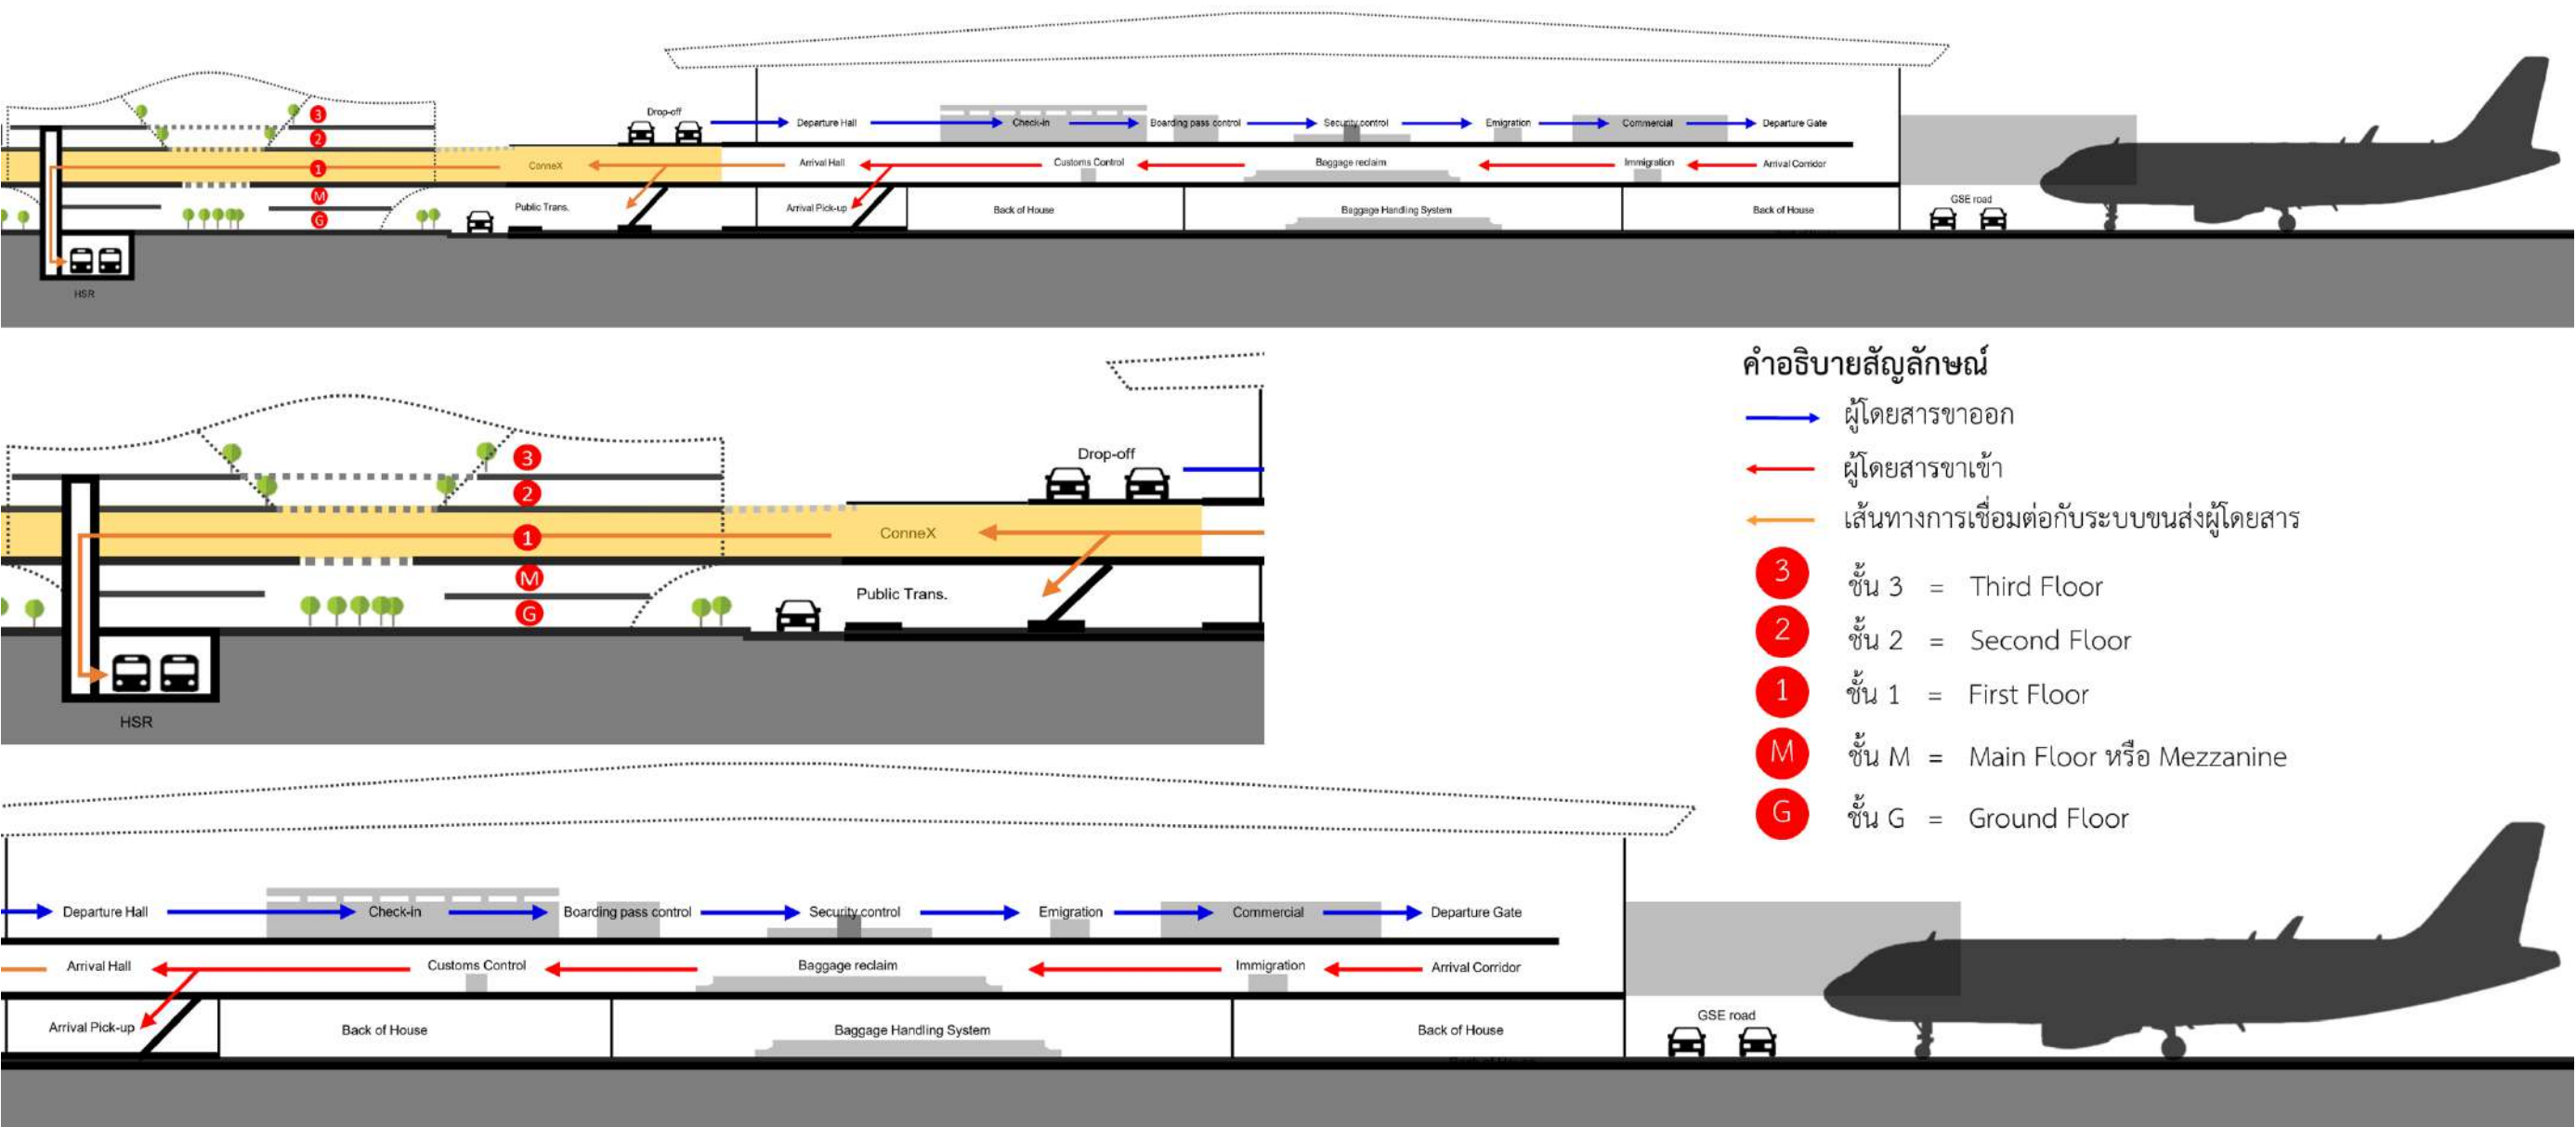 3
2
1
M
G
HSR
ConneX
Public Trans.
Drop-off
Departure Hall
Check-in
Boarding pass control
Security control
Emigration
Commercial
Departure Gate
Arrival Hall
Customs Control
Baggage reclaim
Immigration
Arrival Corridor
Arrival Pick-up
Back of House
Baggage Handling System
Back of House
GSE road
3
2
1
M
G
HSR
Drop-off
ConneX
Public Trans.
คำอธิบายสัญลักษณ์
ผู้โดยสารขาออก
ผู้โดยสารขาเข้า
เส้นทางการเชื่อมต่อกับระบบขนส่งผู้โดยสาร
3 ชั้น 3 = Third Floor
2 ชั้น 2 = Second Floor
1 ชั้น 1 = First Floor
M ชั้น M = Main Floor หรือ Mezzanine
G ชั้น G = Ground Floor
Departure Hall
Check-in
Boarding pass control
Security control
Emigration
Commercial
Departure Gate
Arrival Hall
Customs Control
Baggage reclaim
Immigration
Arrival Corridor
Arrival Pick-up
Back of House
Baggage Handling System
Back of House
GSE road